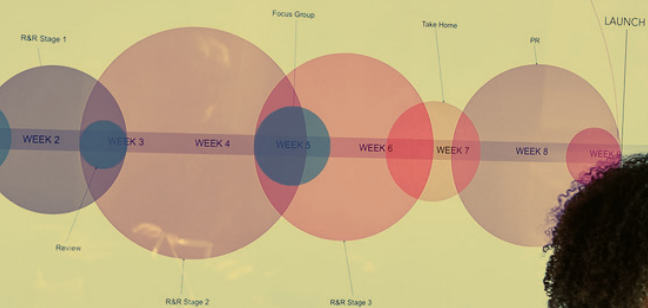 Focus Group
Take Home
LAUNCH
R&R Stage 1
PR
WEEK 2
WEEK 3
WEEK 4
WEEK 5
WEEK 6
WEEK 7
WEEK 8
WEEK
Review
R&R Stage 2
R&R Stage 3